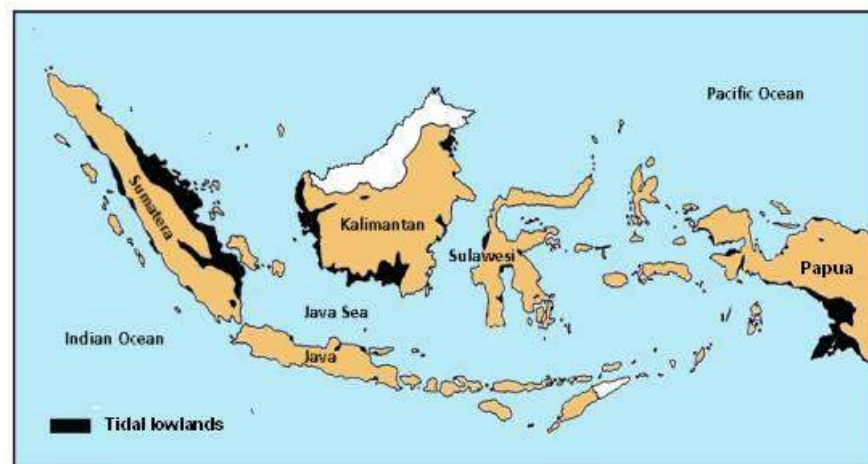 Pacific Ocean
Sumatera
Kalimantan
Sulawesi
Papua
Java Sea
Indian Ocean
Java
Tidal lowlands